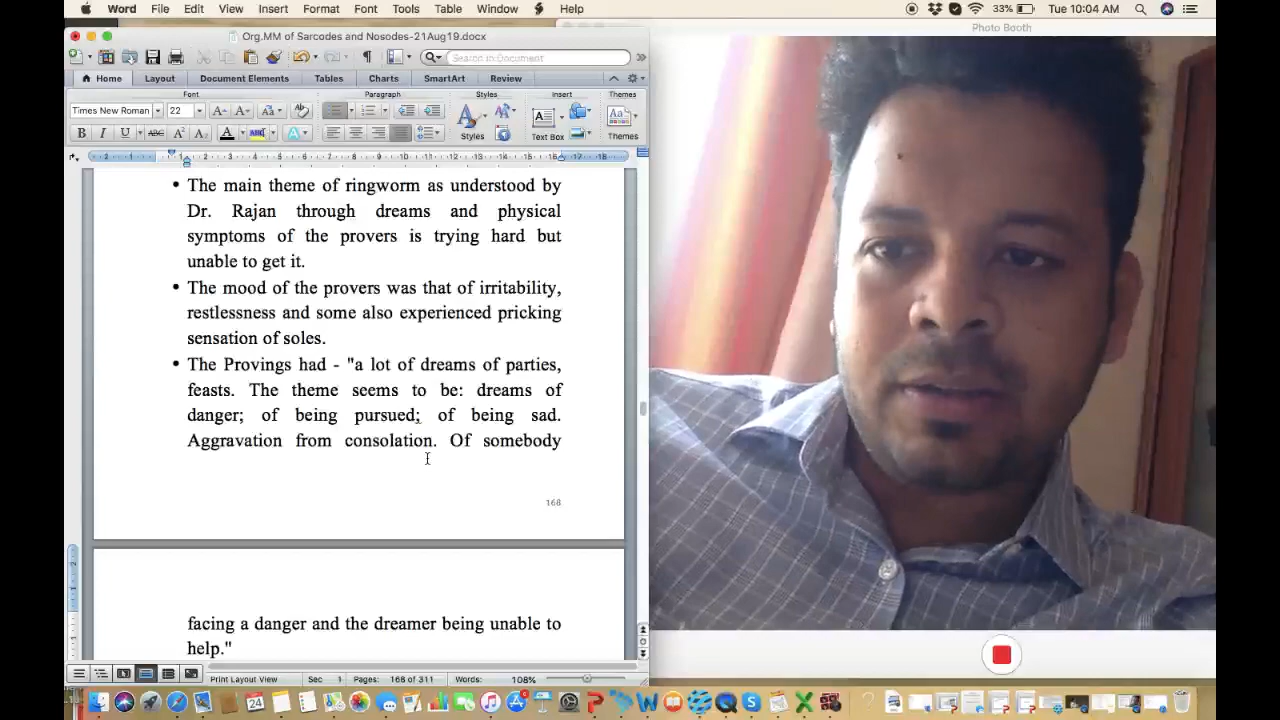 Word File Edit View Insert Format Font Tools Table Window Help 33% Tue 10:04 AM
Org.MM of Sarcodes and Nosodes-21Aug19.docx
Photo Booth
Search in Document
Home Layout Document Elements Tables Charts SmartArt Review
Font Paragraph Styles Insert Themes
Times New Roman 22
Styles Text Box Themes
• The main theme of ringworm as understood by
Dr. Rajan through dreams and physical
symptoms of the provers is trying hard but
unable to get it.
• The mood of the provers was that of irritability,
restlessness and some also experienced pricking
sensation of soles.
• The Provings had - "a lot of dreams of parties,
feasts. The theme seems to be: dreams of
danger; of being pursued; of being sad.
Aggravation from consolation. Of somebody
168
facing a danger and the dreamer being unable to
help."
Print Layout View Sec 1 Pages: 168 of 311 Words: 108%